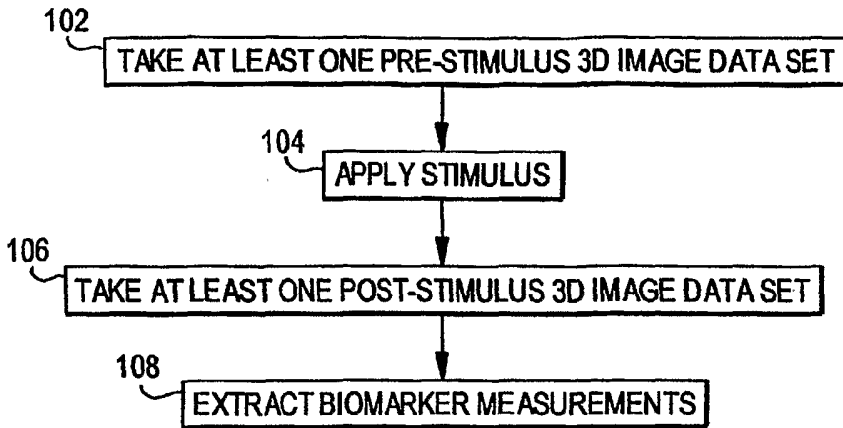 102
TAKE AT LEAST ONE PRE-STIMULUS 3D IMAGE DATA SET
104
APPLY STIMULUS
106
TAKE AT LEAST ONE POST-STIMULUS 3D IMAGE DATA SET
108
EXTRACT BIOMARKER MEASUREMENTS